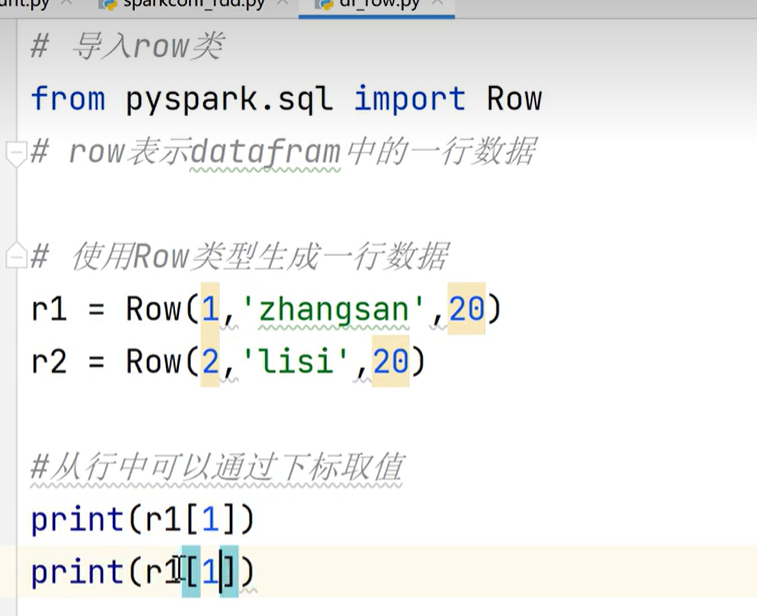 unt.py sparkconf_rdd.py df_row.py
# 导入row类
from pyspark.sql import Row
# row表示datafram中的一行数据
# 使用Row类型生成一行数据
r1 = Row(1,'zhangsan',20)
r2 = Row(2,'lisi',20)
#从行中可以通过下标取值
print(r1[1])
print(r1[1])